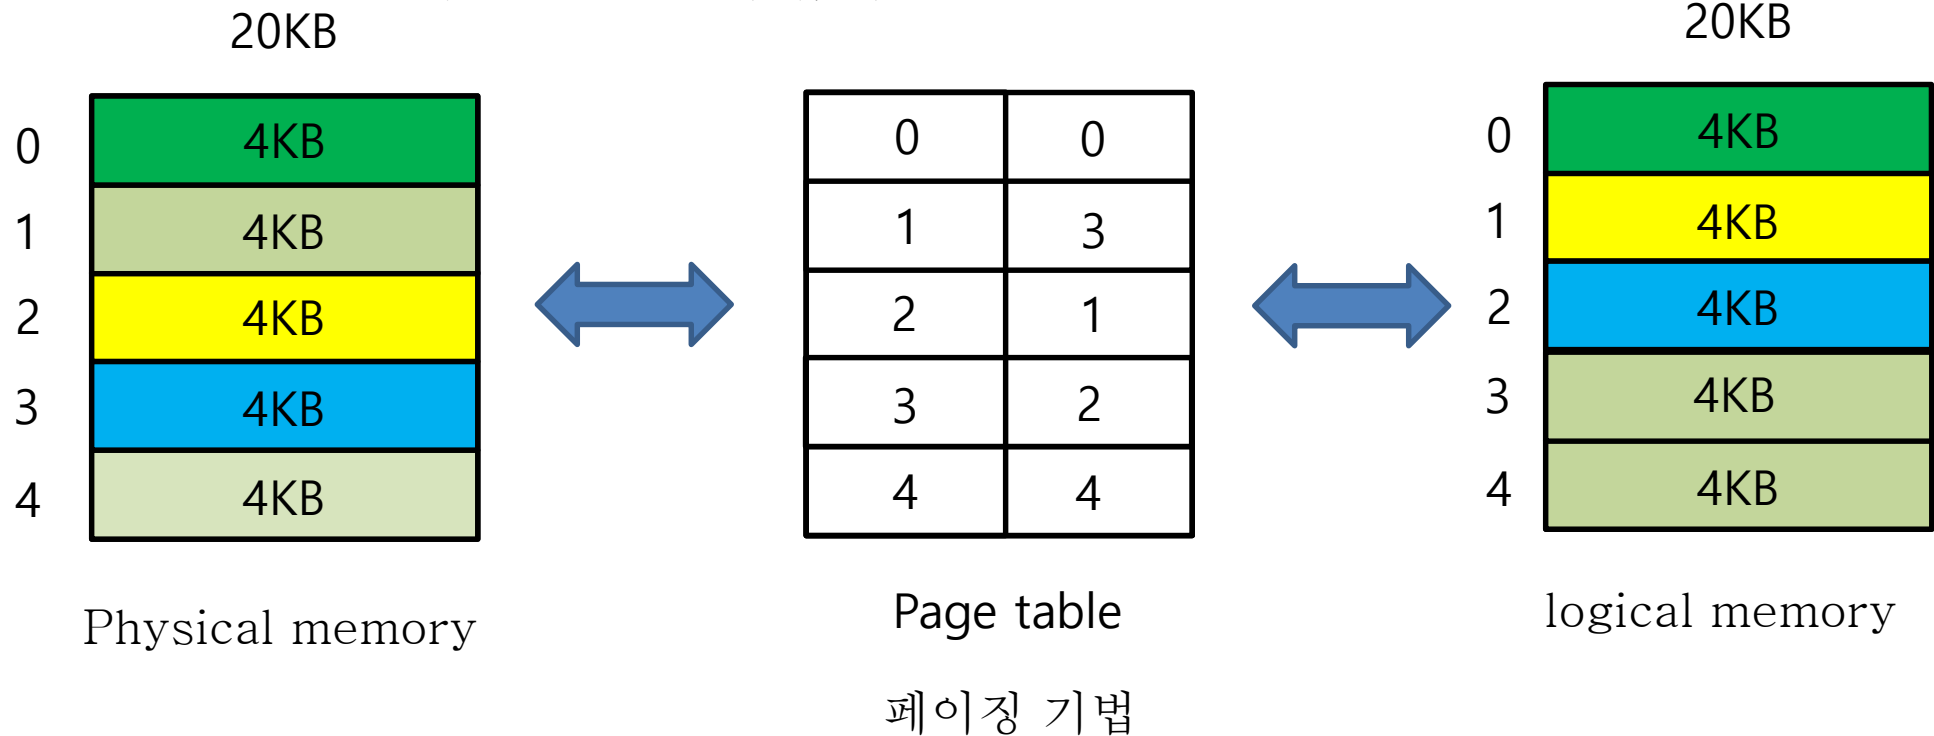 20KB
20KB
0 4KB
1 4KB
2 4KB
3 4KB
4 4KB
Physical memory
0 0
1 3
2 1
3 2
4 4
Page table
0 4KB
1 4KB
2 4KB
3 4KB
4 4KB
logical memory
페이징 기법